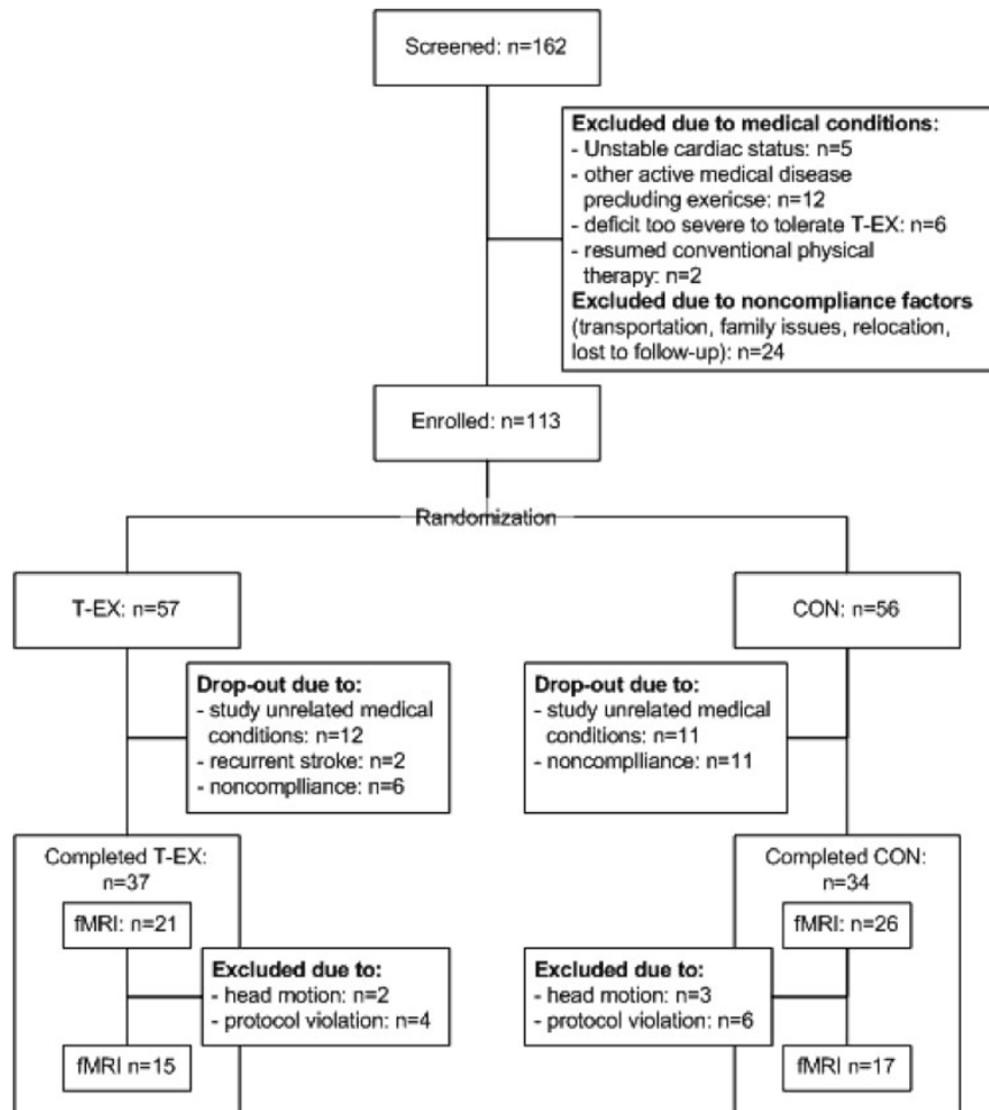 Screened: n=162
Excluded due to medical conditions:
- Unstable cardiac status: n=5
- other active medical disease
precluding exericse: n=12
- deficit too severe to tolerate T-EX: n=6
- resumed conventional physical
therapy: n=2
Excluded due to noncompliance factors
(transportation, family issues, relocation,
lost to follow-up): n=24
Enrolled: n=113
Randomization
T-EX: n=57
CON: n=56
Drop-out due to:
- study unrelated medical
conditions: n=12
- recurrent stroke: n=2
- noncomplliance: n=6
Drop-out due to:
- study unrelated medical
conditions: n=11
- noncomplliance: n=11
Completed T-EX:
n=37
fMRI: n=21
Excluded due to:
- head motion: n=2
- protocol violation: n=4
fMRI n=15
Completed CON:
n=34
fMRI: n=26
Excluded due to:
- head motion: n=3
- protocol violation: n=6
fMRI n=17